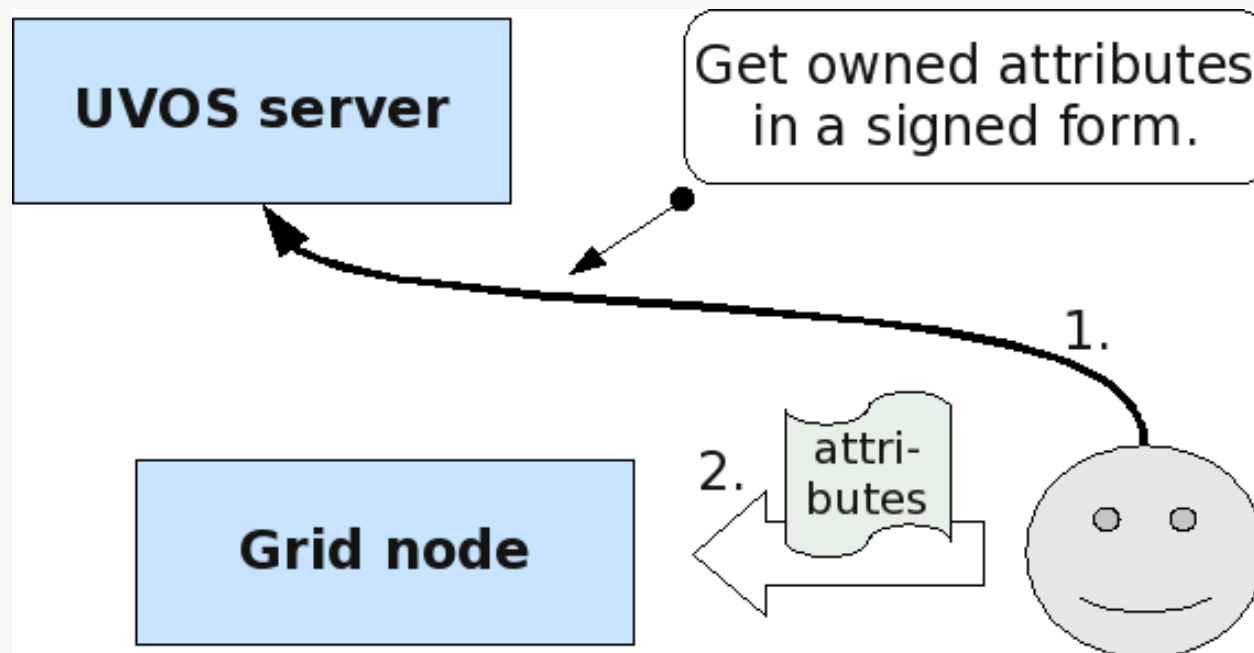 UVOS server
Get owned attributes
in a signed form.
1.
2.
attri-
butes
Grid node